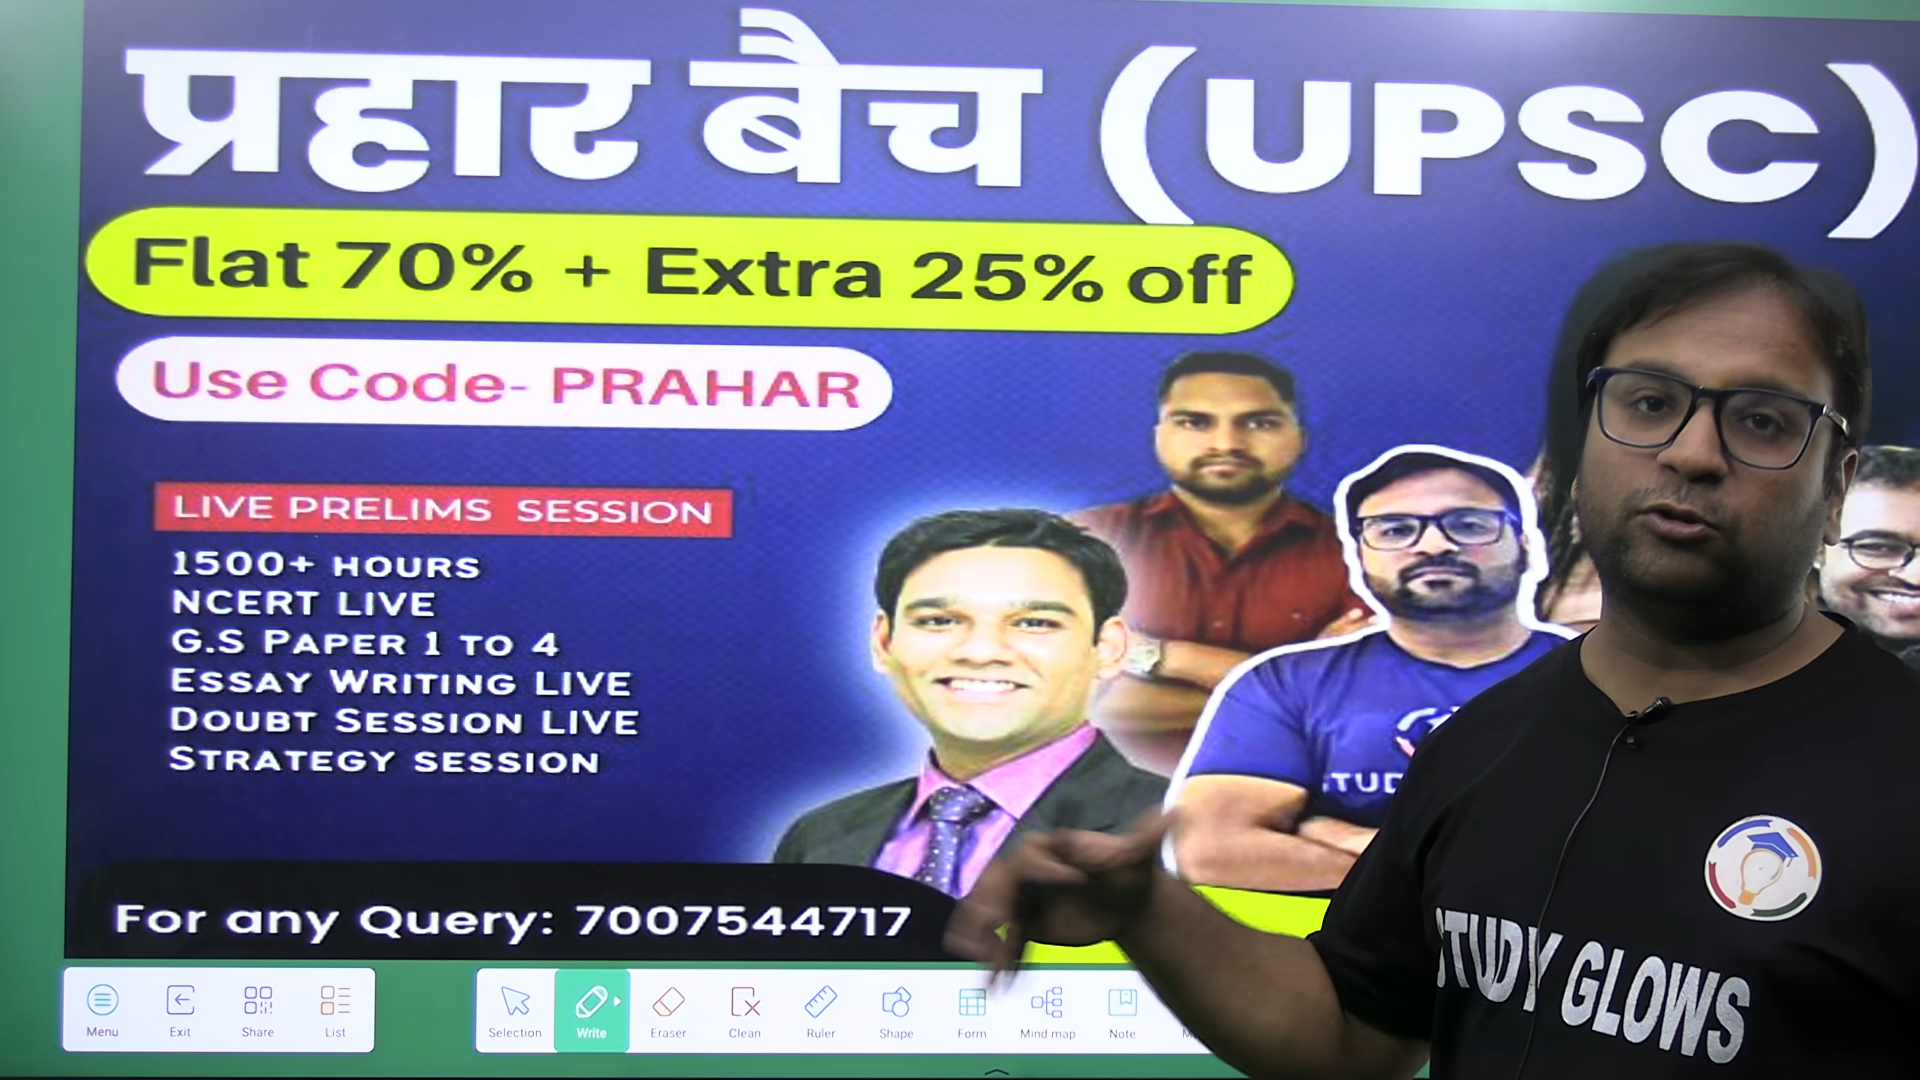 प्रहार बैच (UPSC)
Flat 70% + Extra 25% off
Use Code- PRAHAR
LIVE PRELIMS SESSION
1500+ HOURS
NCERT LIVE
G.S PAPER 1 TO 4
ESSAY WRITING LIVE
DOUBT SESSION LIVE
STRATEGY SESSION
For any Query: 7007544717
STUDY GLOWS
Menu Exit Share List Selection Write Eraser Clean Ruler Shape Form Mind map Note